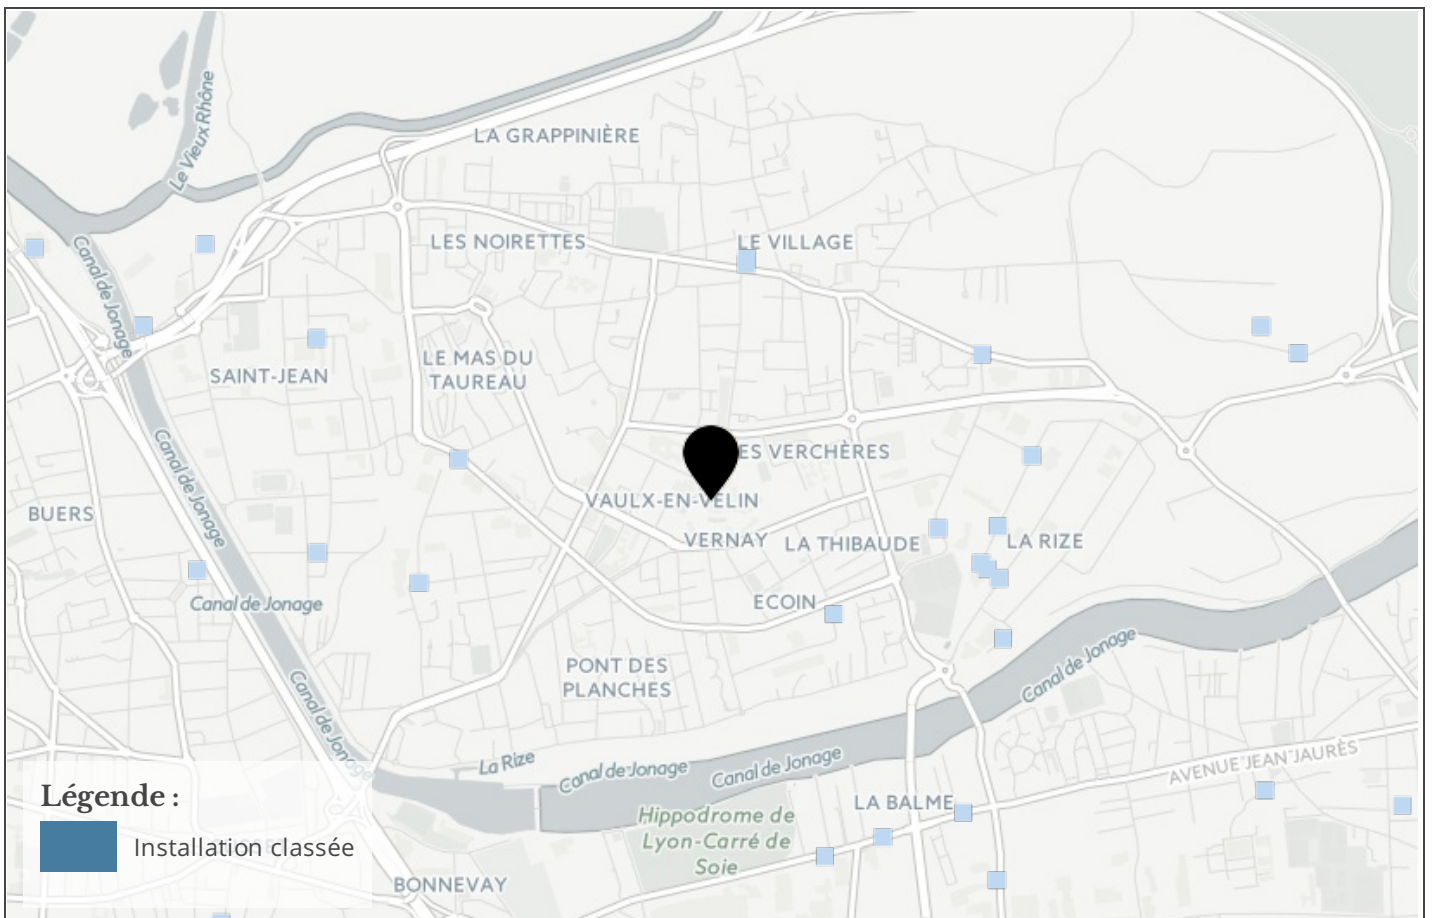 Le Vieux Rhône
LA GRAPPINIÈRE
Canal de Jonage
LES NOIRETTES
LE VILLAGE
SAINT-JEAN
LE MAS DU
TAUREAU
ES VERCHÈRES
Canal de Jonage
BUERS
VAULX-EN-VELIN
VERNAY
LA THIBAUDE
LA RIZE
Canal de Jonage
ECOIN
PONT DES
PLANCHES
Canal de Jonage
Canal de Jonage
La Rize
Canal de Jonage
Canal de Jonage
AVENUE JEAN JAURÈS
LA BALME
Hippodrome de
Lyon-Carré de
Soie
BONNEVAY
Légende :
Installation classée